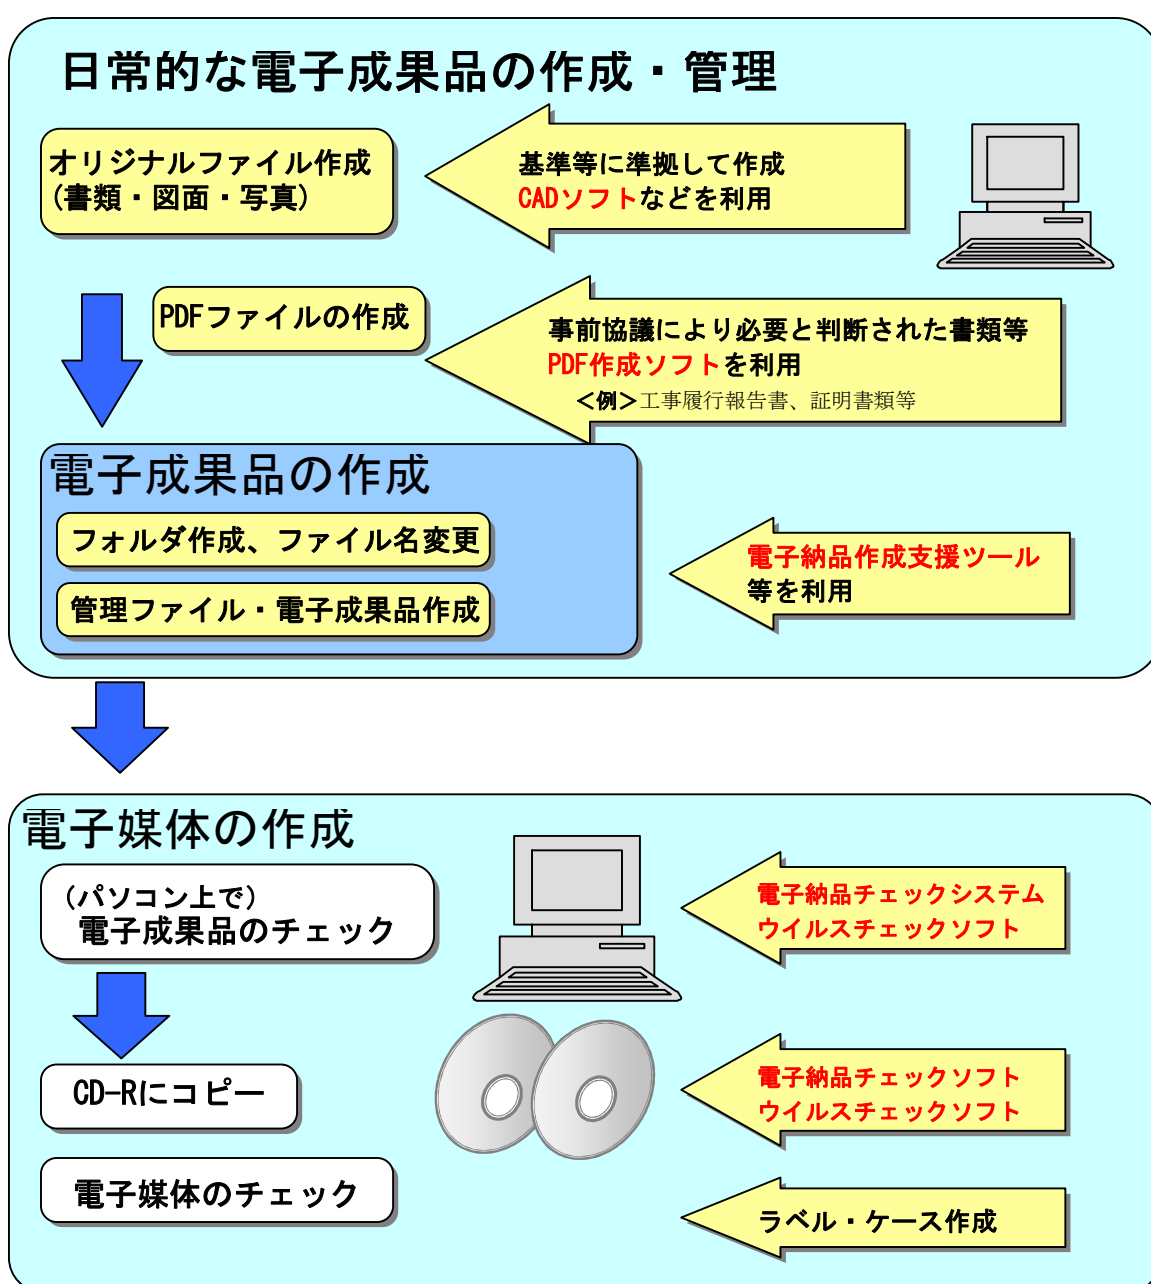 日常的な電子成果品の作成・管理
オリジナルファイル作成
(書類・図面・写真)
基準等に準拠して作成
CADソフトなどを利用
PDFファイルの作成
事前協議により必要と判断された書類等
PDF作成ソフトを利用
＜例＞工事履行報告書、証明書類等
電子成果品の作成
フォルダ作成、ファイル名変更
管理ファイル・電子成果品作成
電子納品作成支援ツール
等を利用
電子媒体の作成
(パソコン上で)
電子成果品のチェック
電子納品チェックシステム
ウイルスチェックソフト
CD-Rにコピー
電子納品チェックソフト
ウイルスチェックソフト
電子媒体のチェック
ラベル・ケース作成